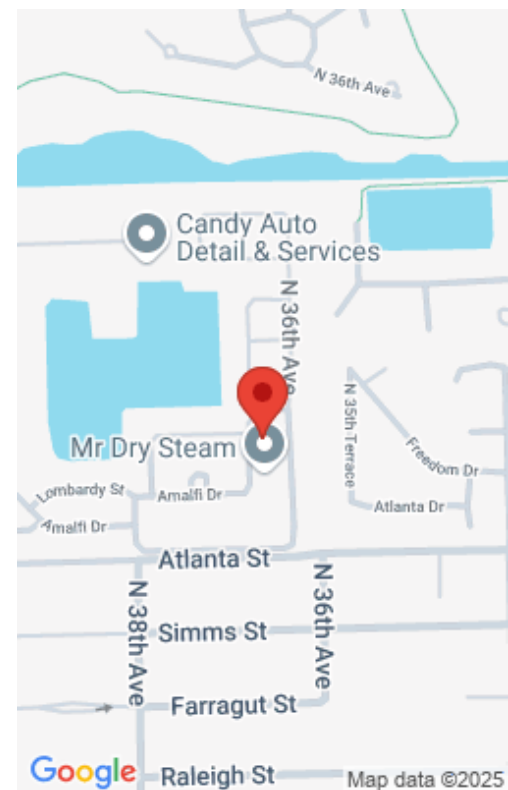 N 36th Ave
Candy Auto
Detail & Services
N 36th Ave
N 35th Terrace
Mr Dry Steam
Freedom Dr
Lombardy St
Amalfi Dr
Atlanta Dr
Amalfi Dr
Atlanta St
N 38th Ave
N 36th Ave
Simms St
Farragut St
Google
Raleigh St
Map data ©2025